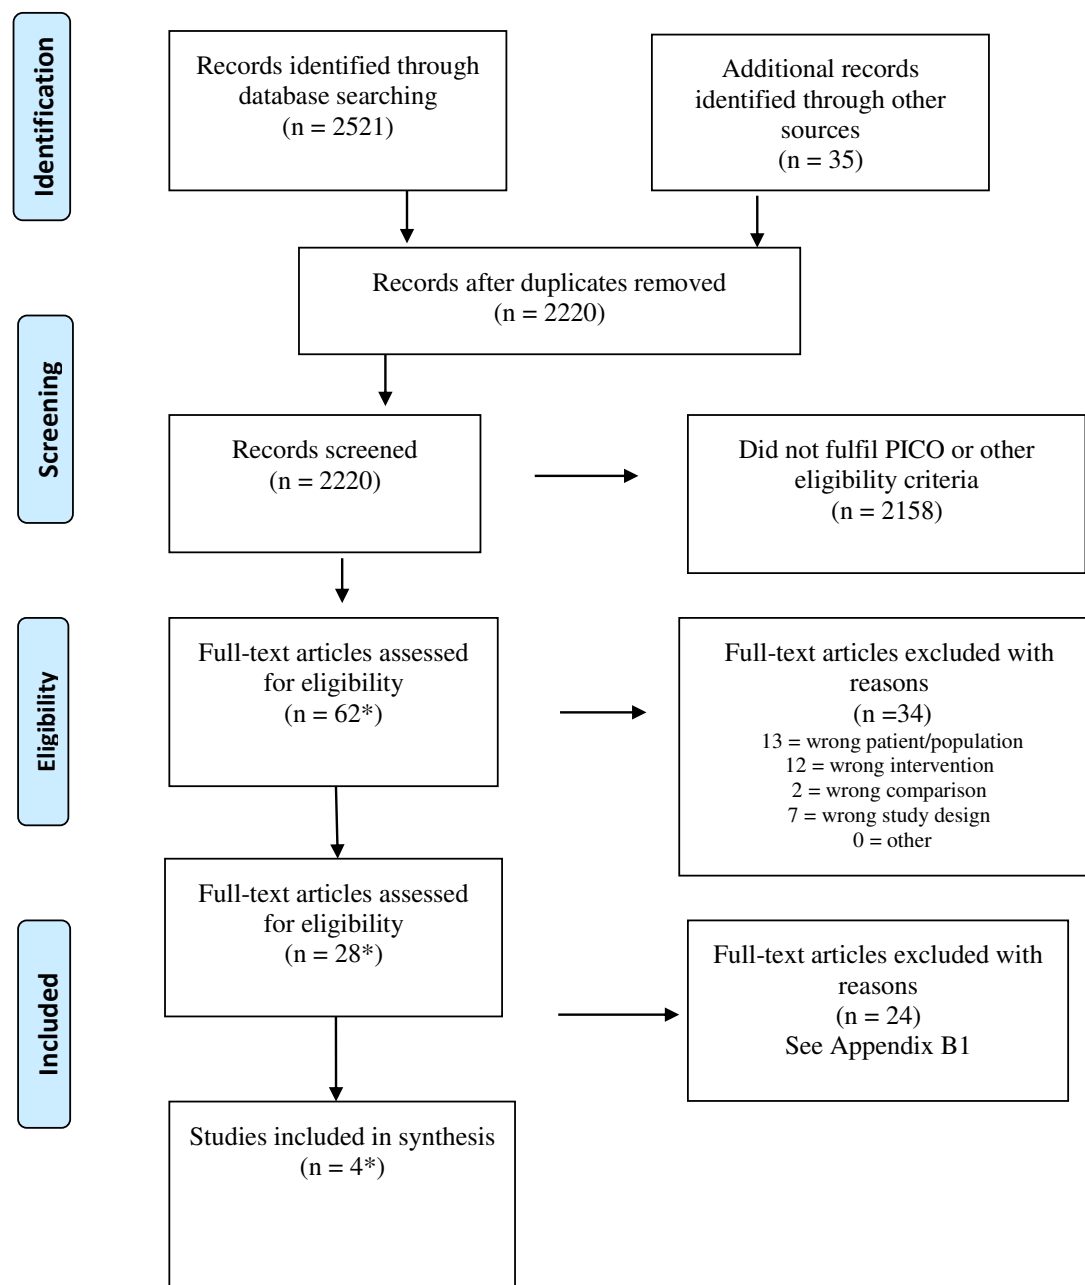 Identification
Records identified through
database searching
(n = 2521)
Additional records
identified through other
sources
(n = 35)
Records after duplicates removed
(n = 2220)
Screening
Records screened
(n = 2220)
Did not fulfil PICO or other
eligibility criteria
(n = 2158)
Eligibility
Full-text articles assessed
for eligibility
(n = 62*)
Full-text articles excluded with
reasons
(n =34)
13 = wrong patient/population
12 = wrong intervention
2 = wrong comparison
7 = wrong study design
0 = other
Full-text articles assessed
for eligibility
(n = 28*)
Included
Full-text articles excluded with
reasons
(n = 24)
See Appendix B1
Studies included in synthesis
(n = 4*)